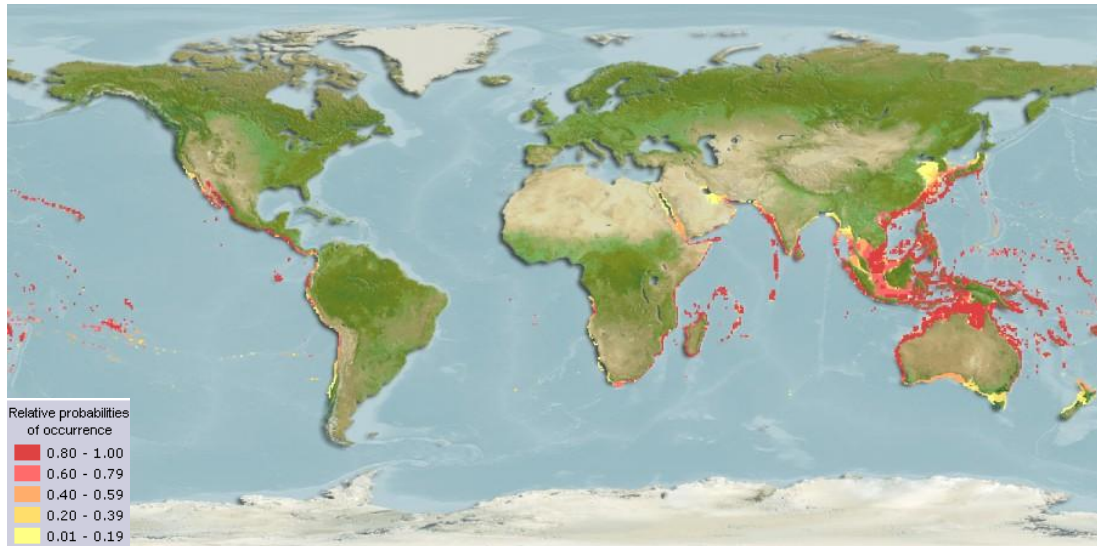 Relative probabilities
of occurrence
0.80 - 1.00
0.60 - 0.79
0.40 - 0.59
0.20 - 0.39
0.01 - 0.19